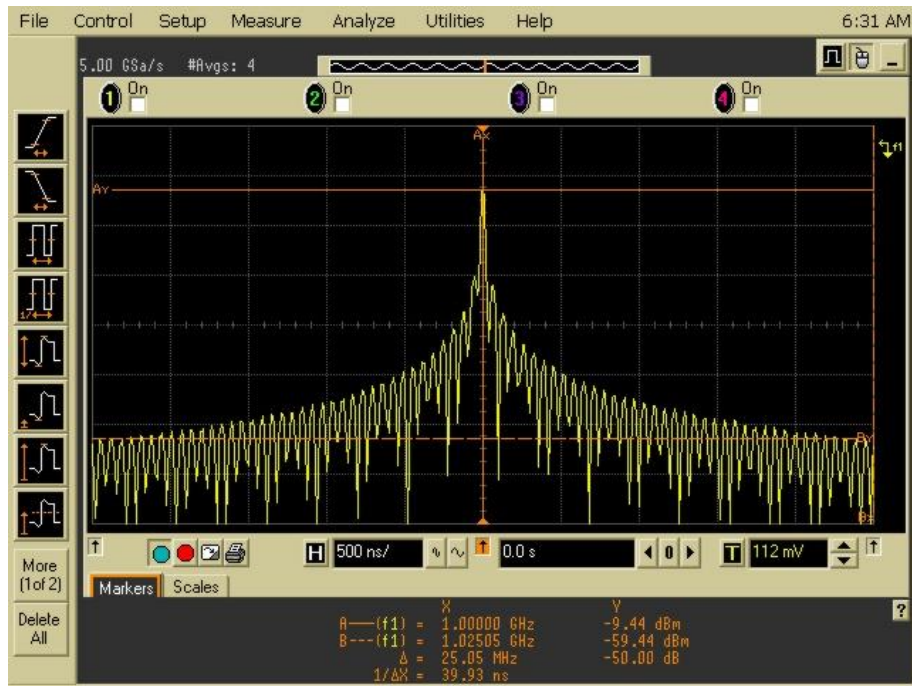 File Control Setup Measure Analyze Utilities Help 6:31 AM
5.00 GSa/s #Avgs: 4
1 On 2 On 3 On 4 On
Ax
f1
Ay
By
Bx
More
(1of 2)
Delete
All
H 500 ns/ 0.0 s 0 T 112 mV
Markers Scales
?
X Y
A———(f1) = 1.00000 GHz -9.44 dBm
B---(f1) = 1.02505 GHz -59.44 dBm
Δ = 25.05 MHz -50.00 dB
1/ΔX = 39.93 ns